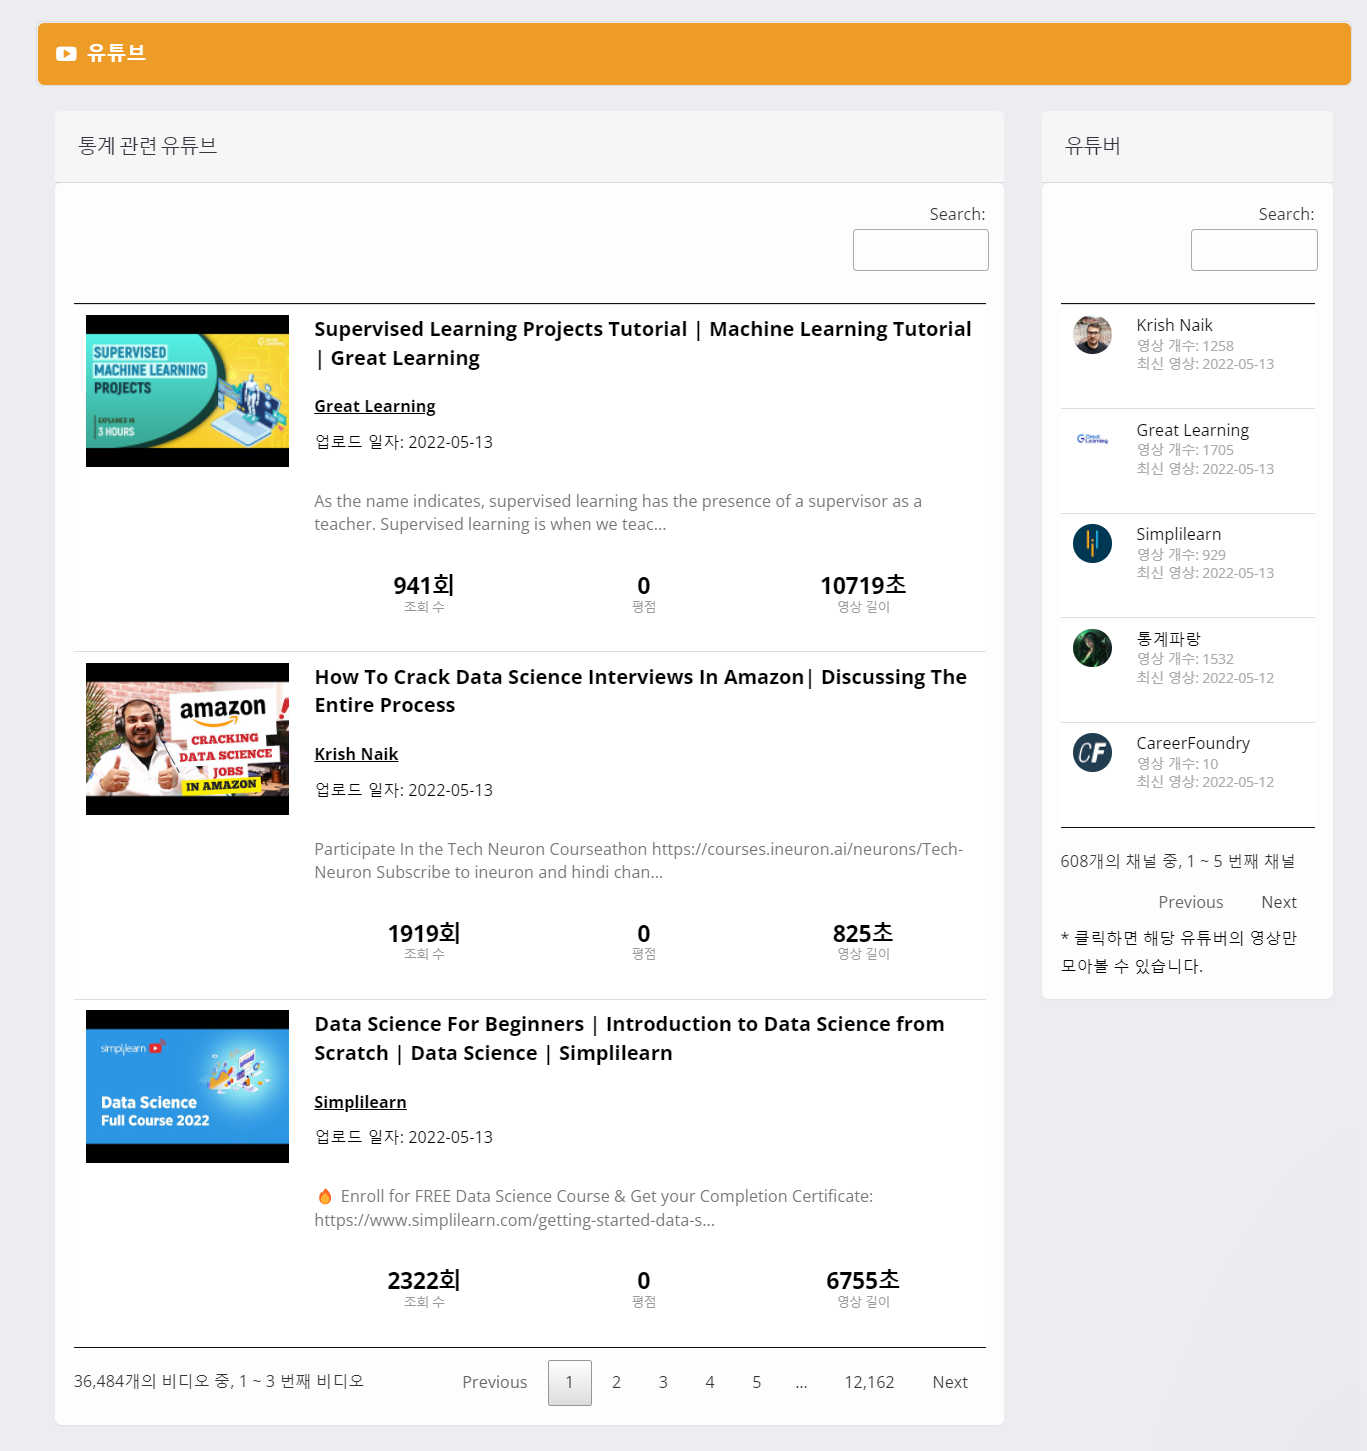 유튜브
통계 관련 유튜브
Search:
SUPERVISED
MACHINE LEARNING
PROJECTS
EXPLAINED IN
3 HOURS
Great Learning
Supervised Learning Projects Tutorial | Machine Learning Tutorial
| Great Learning
Great Learning
업로드 일자: 2022-05-13
As the name indicates, supervised learning has the presence of a supervisor as a
teacher. Supervised learning is when we teac...
941회
조회 수
0
평점
10719초
영상 길이
amazon
CRACKING
DATA SCIENCE
JOBS
IN AMAZON
How To Crack Data Science Interviews In Amazon| Discussing The
Entire Process
Krish Naik
업로드 일자: 2022-05-13
Participate In the Tech Neuron Courseathon https://courses.ineuron.ai/neurons/Tech-
Neuron Subscribe to ineuron and hindi chan...
1919회
조회 수
0
평점
825초
영상 길이
simplilearn
Data Science
Full Course 2022
Data Science For Beginners | Introduction to Data Science from
Scratch | Data Science | Simplilearn
Simplilearn
업로드 일자: 2022-05-13
🔥 Enroll for FREE Data Science Course & Get your Completion Certificate:
https://www.simplilearn.com/getting-started-data-s...
2322회
조회 수
0
평점
6755초
영상 길이
36,484개의 비디오 중, 1 ~ 3 번째 비디오
Previous 1 2 3 4 5 … 12,162 Next
유튜버
Search:
Krish Naik
영상 개수: 1258
최신 영상: 2022-05-13
Great Learning
Great Learning
영상 개수: 1705
최신 영상: 2022-05-13
Simplilearn
영상 개수: 929
최신 영상: 2022-05-13
통계파랑
영상 개수: 1532
최신 영상: 2022-05-12
CF
CareerFoundry
영상 개수: 10
최신 영상: 2022-05-12
608개의 채널 중, 1 ~ 5 번째 채널
Previous Next
* 클릭하면 해당 유튜버의 영상만
모아볼 수 있습니다.